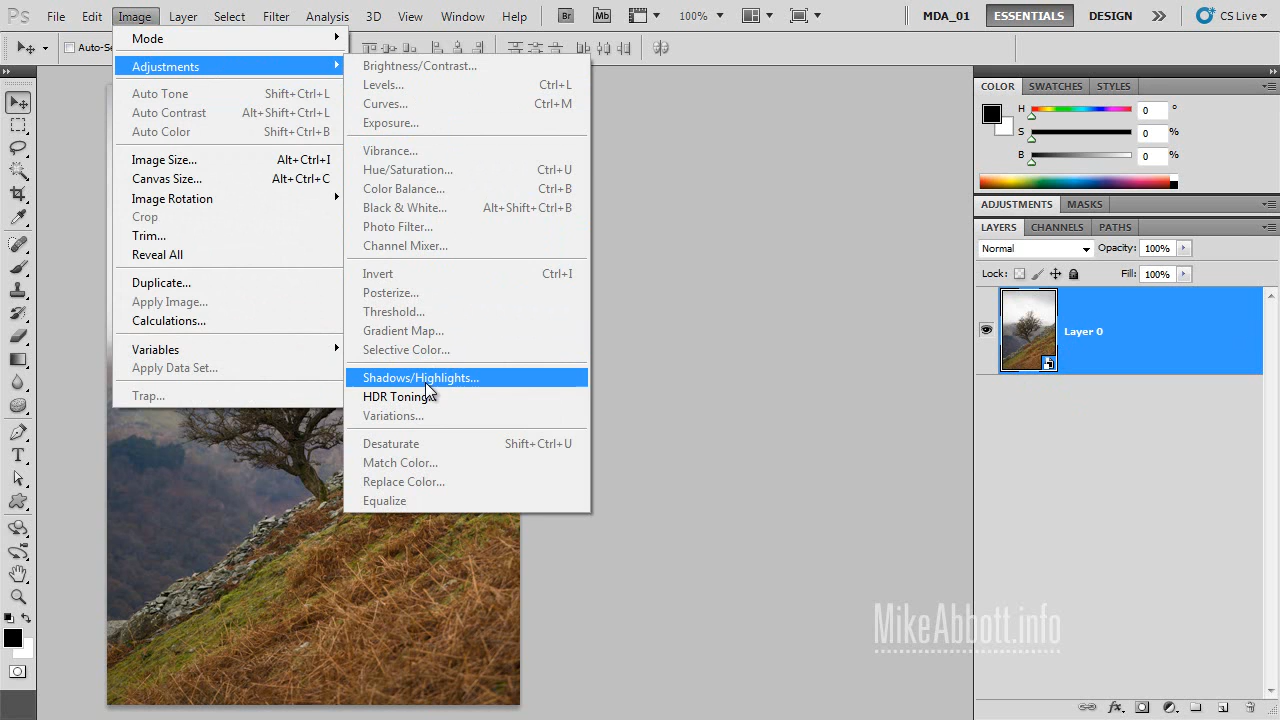 Ps File Edit Image Layer Select Filter Analysis 3D View Window Help Br Mb 100% MDA_01 ESSENTIALS DESIGN CS Live
Auto-Se
Mode
Adjustments
Auto Tone Shift+Ctrl+L
Auto Contrast Alt+Shift+Ctrl+L
Auto Color Shift+Ctrl+B
Image Size... Alt+Ctrl+I
Canvas Size... Alt+Ctrl+C
Image Rotation
Crop
Trim...
Reveal All
Duplicate...
Apply Image...
Calculations...
Variables
Apply Data Set...
Trap...
Brightness/Contrast...
Levels... Ctrl+L
Curves... Ctrl+M
Exposure...
Vibrance...
Hue/Saturation... Ctrl+U
Color Balance... Ctrl+B
Black & White... Alt+Shift+Ctrl+B
Photo Filter...
Channel Mixer...
Invert Ctrl+I
Posterize...
Threshold...
Gradient Map...
Selective Color...
Shadows/Highlights...
HDR Toning
Variations...
Desaturate Shift+Ctrl+U
Match Color...
Replace Color...
Equalize
COLOR SWATCHES STYLES
H 0 °
S 0 %
B 0 %
ADJUSTMENTS MASKS
LAYERS CHANNELS PATHS
Normal Opacity: 100%
Lock: Fill: 100%
Layer 0
MikeAbbott.info
T
fx